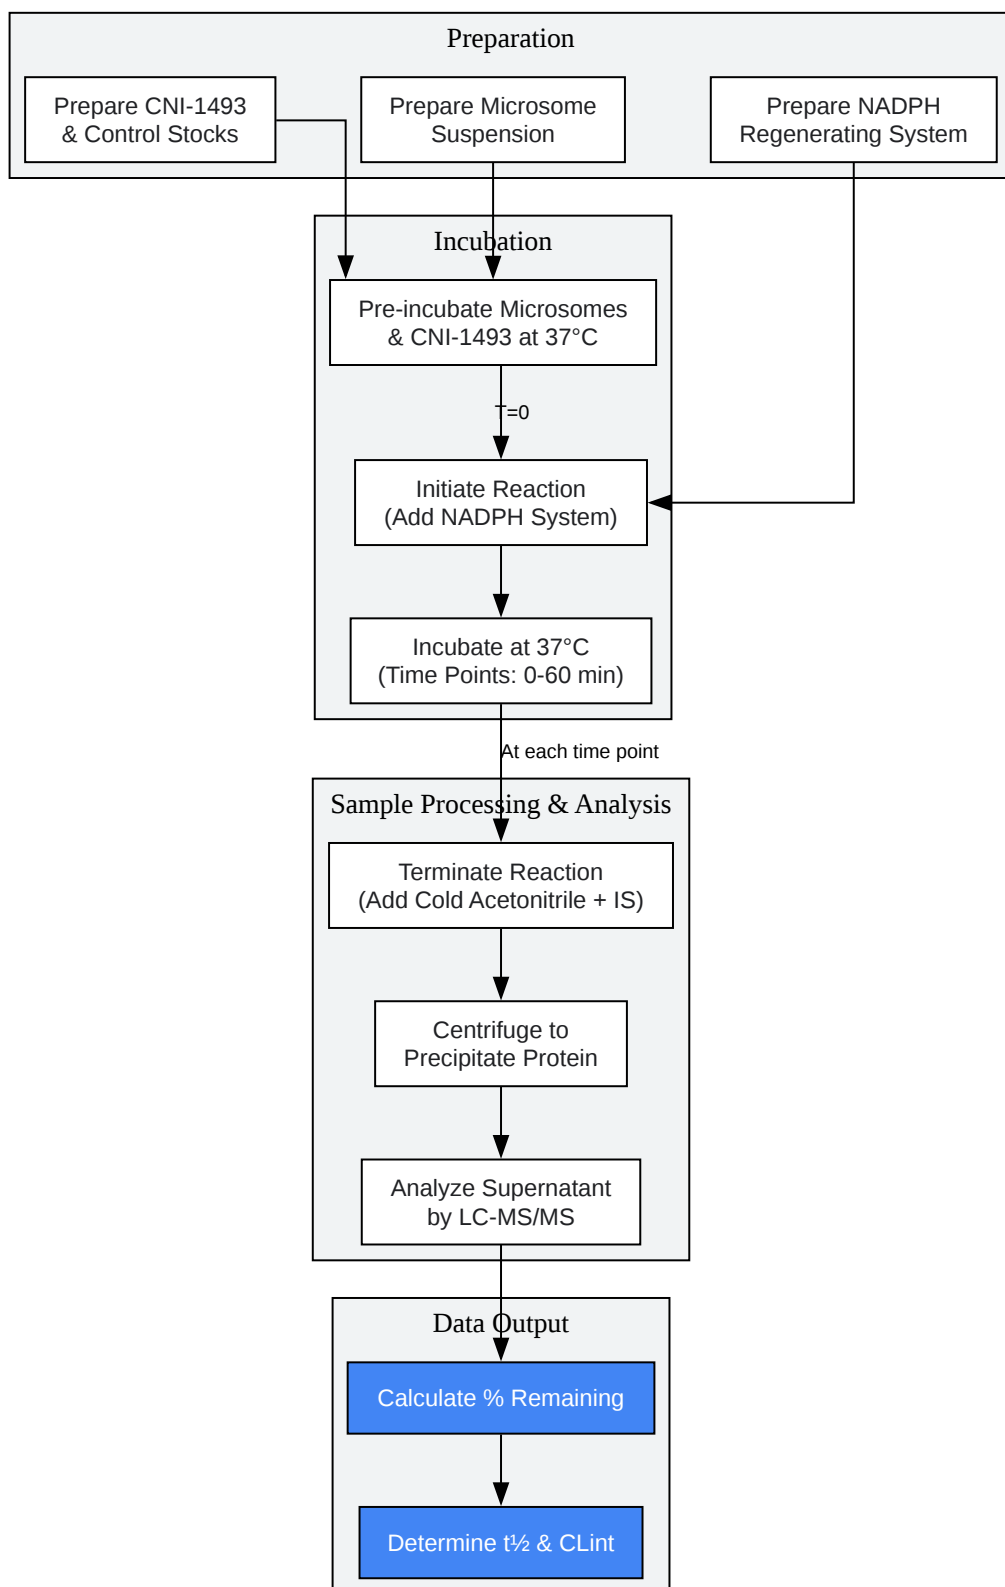 Preparation
Prepare CNI-1493
& Control Stocks
Prepare Microsome
Suspension
Prepare NADPH
Regenerating System
Incubation
Pre-incubate Microsomes
& CNI-1493 at 37°C
T=0
Initiate Reaction
(Add NADPH System)
Incubate at 37°C
(Time Points: 0-60 min)
At each time point
Sample Processing & Analysis
Terminate Reaction
(Add Cold Acetonitrile + IS)
Centrifuge to
Precipitate Protein
Analyze Supernatant
by LC-MS/MS
Data Output
Calculate % Remaining
Determine t½ & CLint